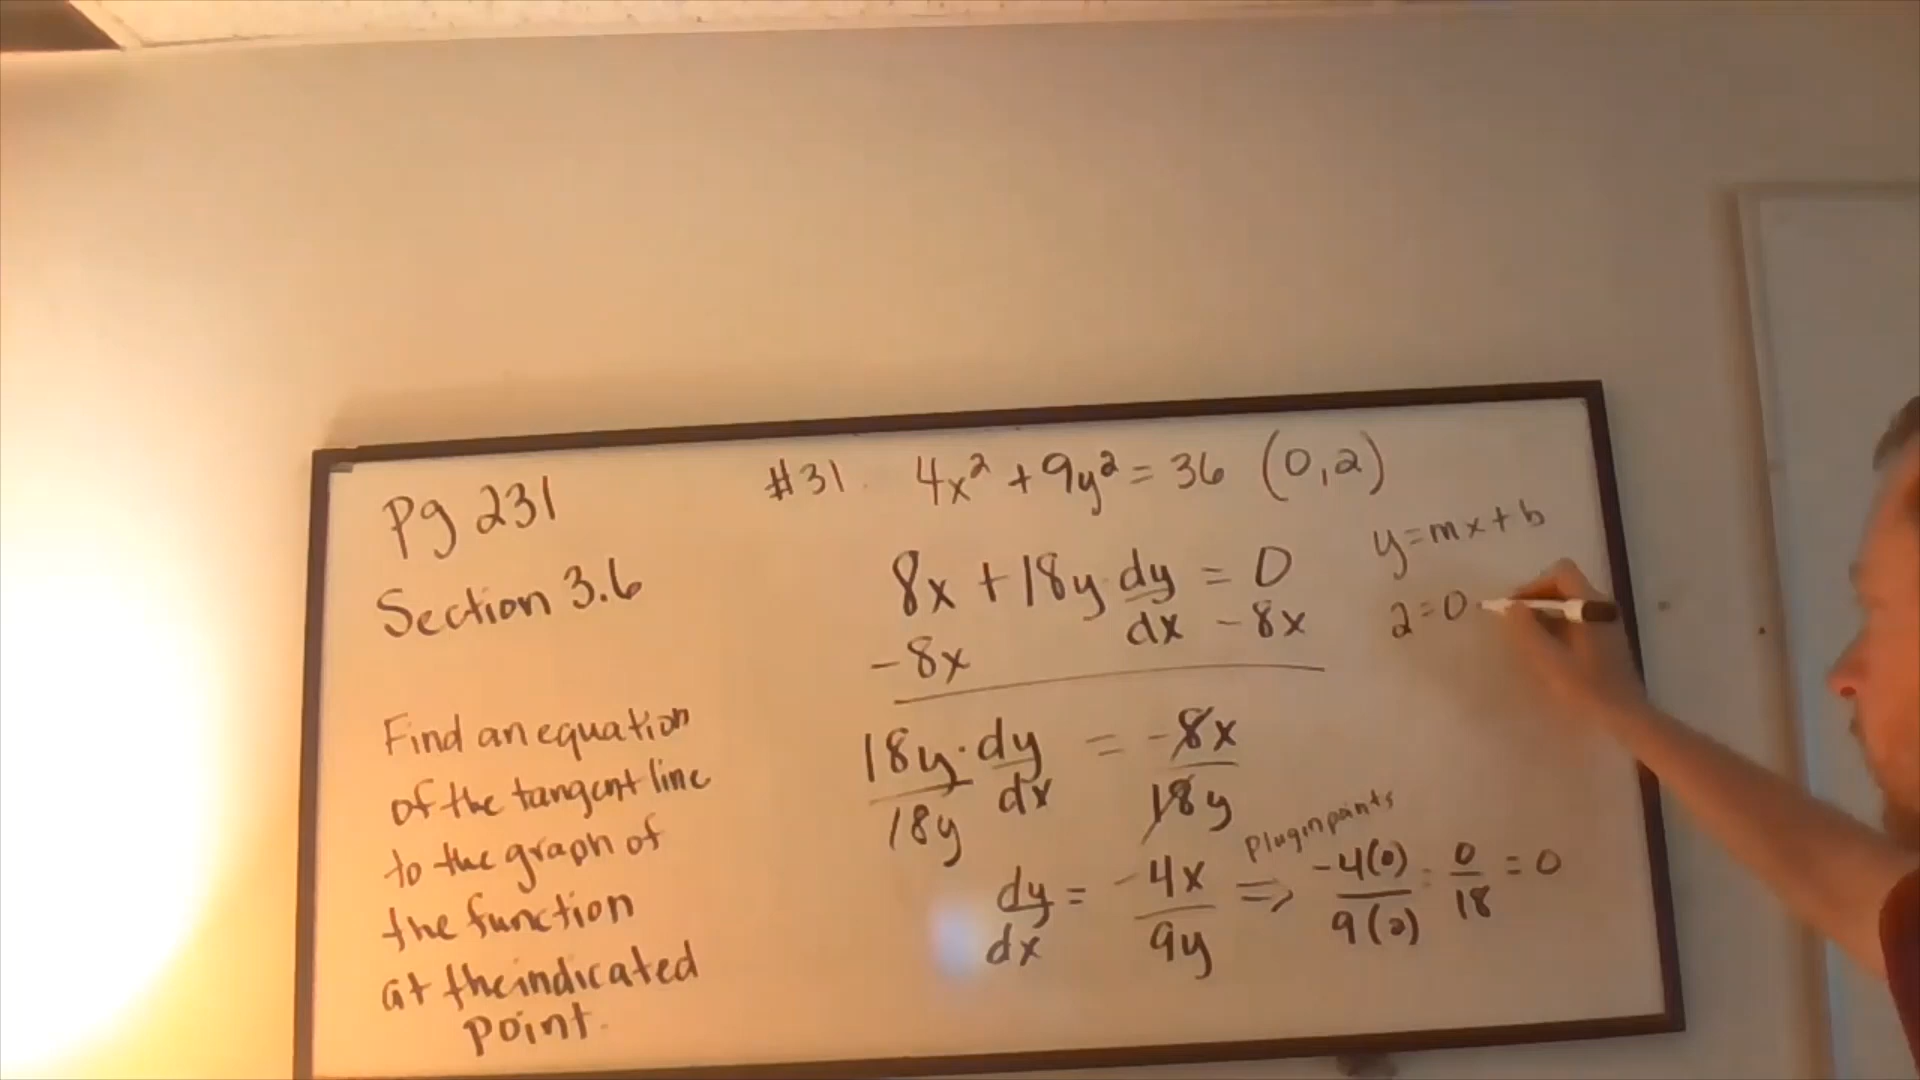 Pg 231
Section 3.6
Find an equation
of the tangent line
to the graph of
the function
at the indicated
point.
#31. 4x² + 9y² = 36 (0,2)
8x + 18y dy/dx = 0
-8x -8x
18y · dy/dx = -8x
18y 18y
dy/dx = -4x/9y ⇒ -4(0)/9(2) = 0/18 = 0
Plug in points
y = mx + b
2 = 0 ·